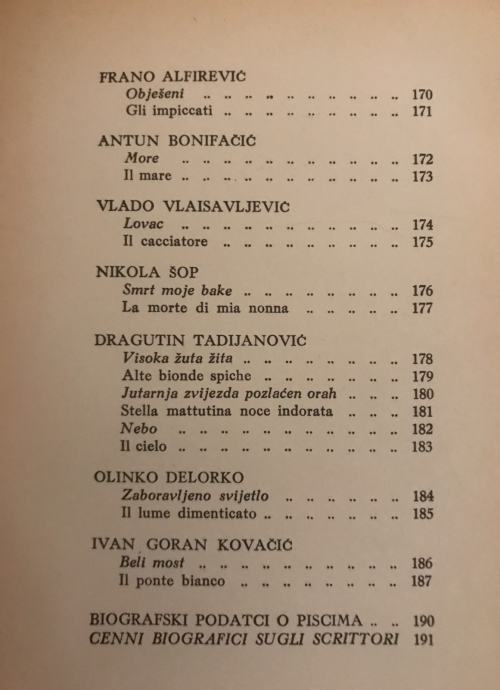 FRANO ALFIREVIĆ
Obješeni .. .. .. .. .. .. .. .. .. .. 170
Gli impiccati .. .. .. .. .. .. .. .. .. 171
ANTUN BONIFAČIĆ
More .. .. .. .. .. .. .. .. .. .. .. 172
Il mare .. .. .. .. .. .. .. .. .. .. .. 173
VLADO VLAISAVLJEVIĆ
Lovac .. .. .. .. .. .. .. .. .. .. .. 174
Il cacciatore .. .. .. .. .. .. .. .. .. 175
NIKOLA ŠOP
Smrt moje bake .. .. .. .. .. .. .. .. 176
La morte di mia nonna .. .. .. .. .. 177
DRAGUTIN TADIJANOVIĆ
Visoka žuta žita .. .. .. .. .. .. .. .. 178
Alte bionde spiche .. .. .. .. .. .. .. 179
Jutarnja zvijezda pozlaćen orah .. .. .. 180
Stella mattutina noce indorata .. .. .. 181
Nebo .. .. .. .. .. .. .. .. .. .. .. 182
Il cielo .. .. .. .. .. .. .. .. .. .. .. 183
OLINKO DELORKO
Zaboravljeno svijetlo .. .. .. .. .. .. 184
Il lume dimenticato .. .. .. .. .. .. .. 185
IVAN GORAN KOVAČIĆ
Beli most .. .. .. .. .. .. .. .. .. .. 186
Il ponte bianco .. .. .. .. .. .. .. .. 187
BIOGRAFSKI PODATCI O PISCIMA .. .. 190
CENNI BIOGRAFICI SUGLI SCRITTORI 191